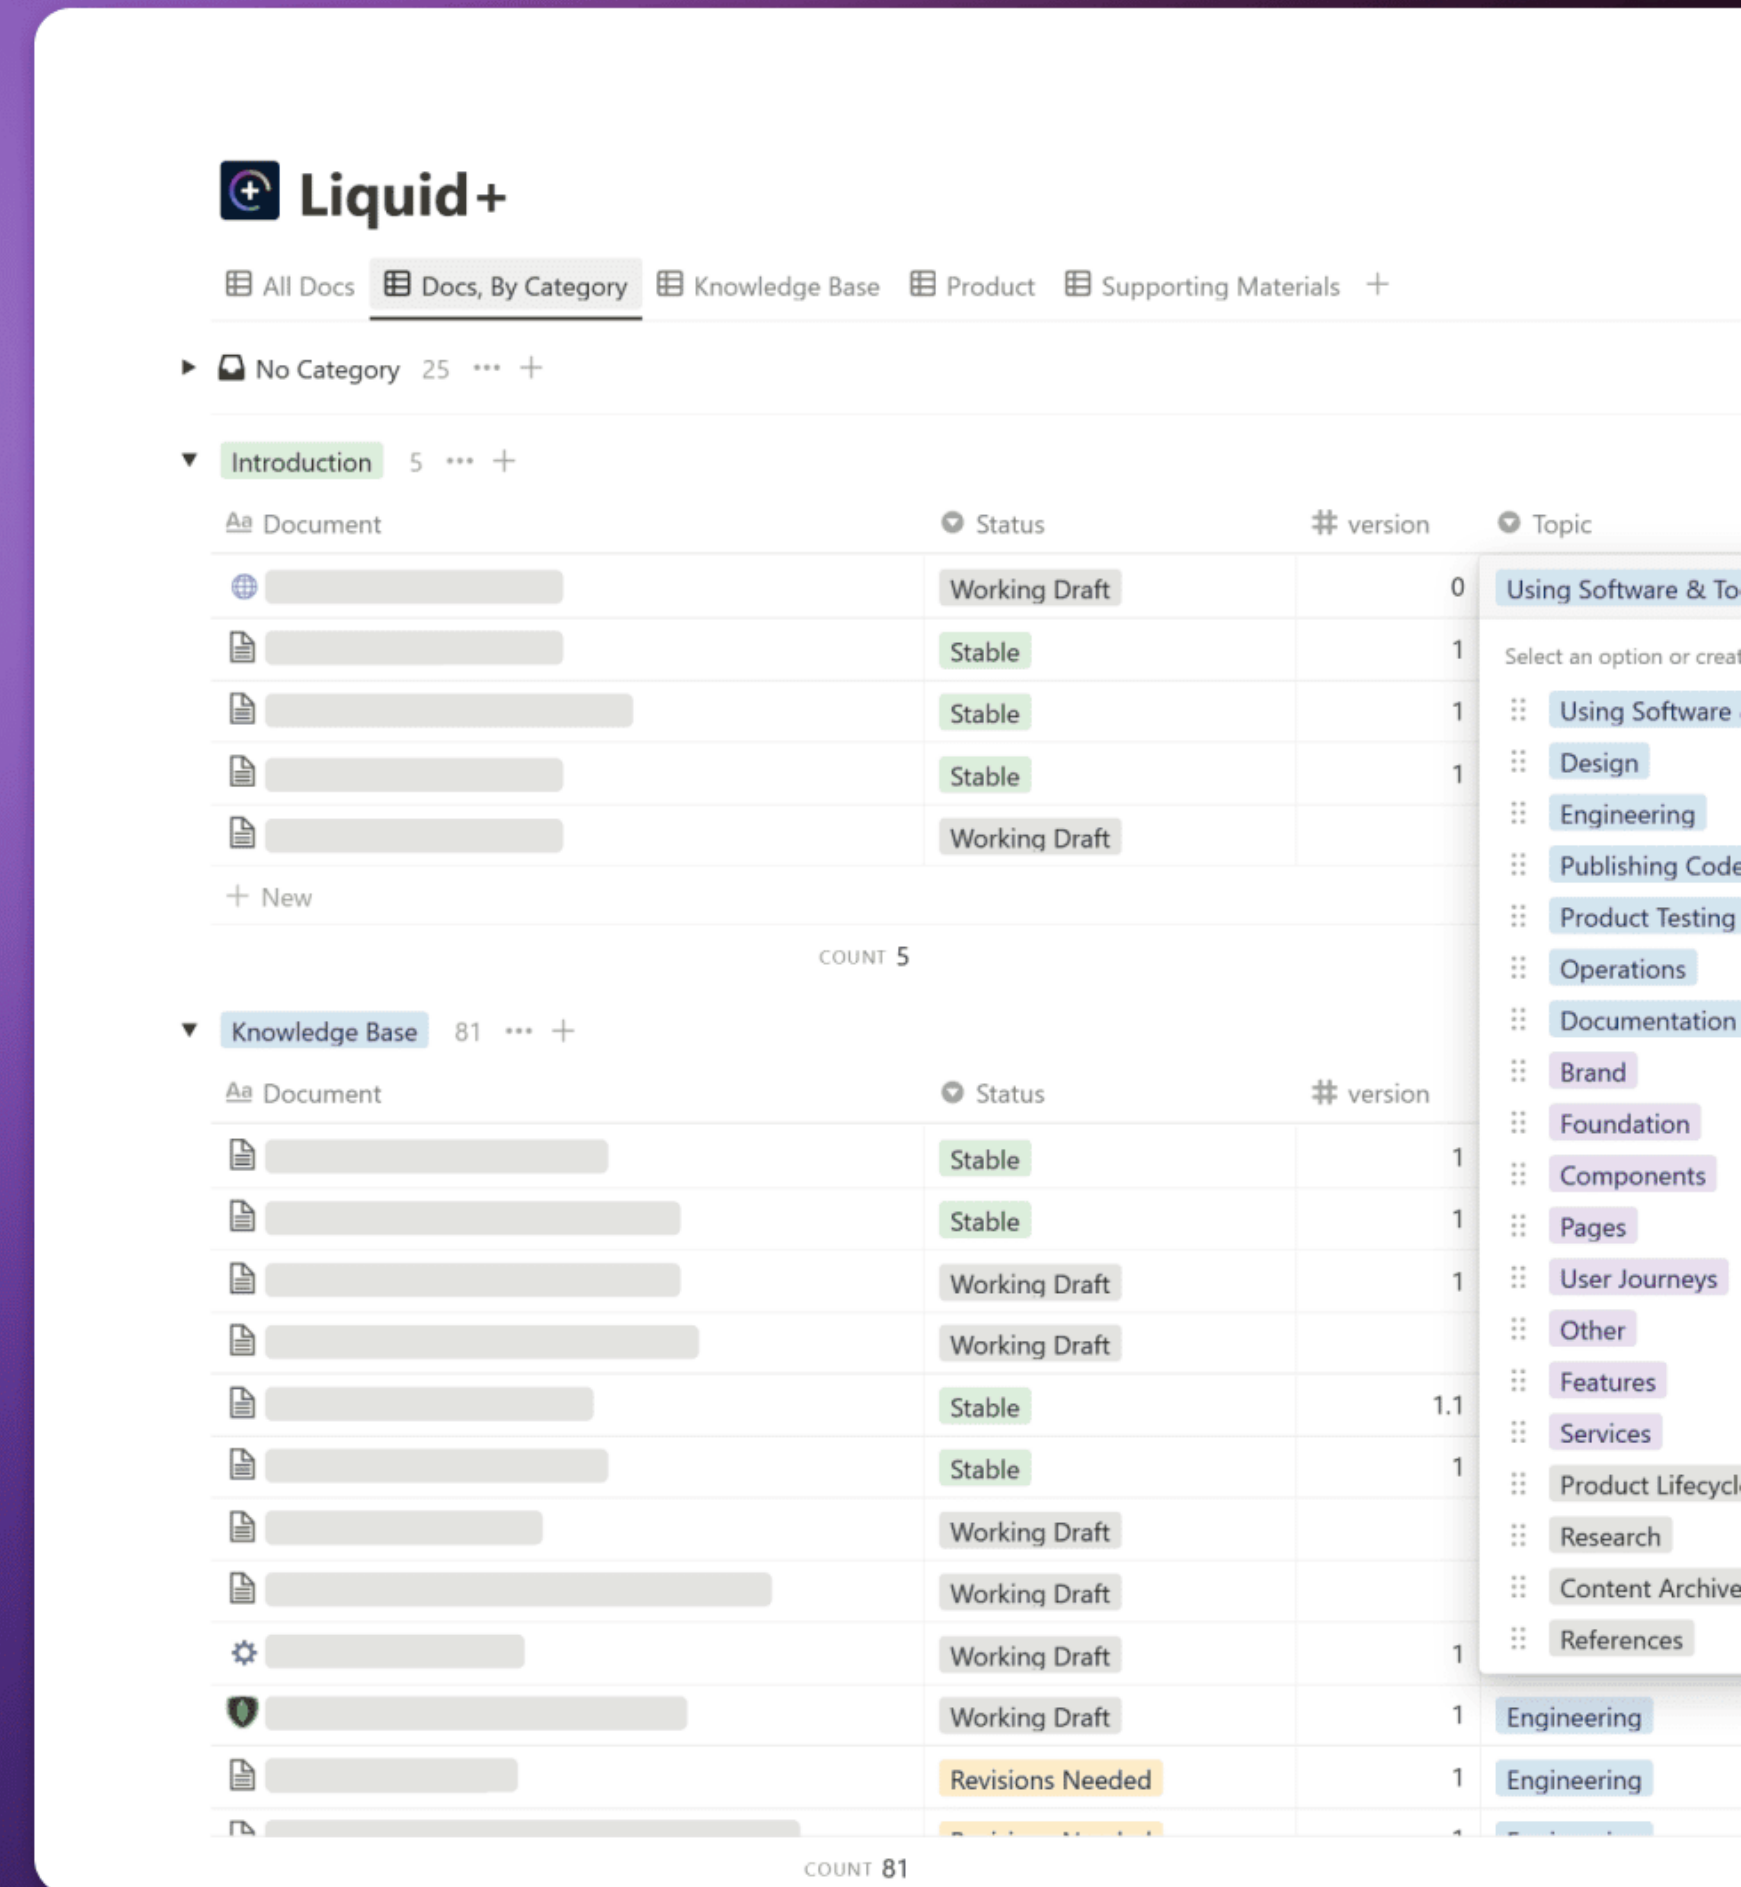 Liquid+
All Docs Docs, By Category Knowledge Base Product Supporting Materials +
No Category 25 ••• +
Introduction 5 ••• +
Aa Document Status # version Topic
Working Draft 0 Using Software &
Select an option or
Stable 1
Using Software
Stable 1
Design
Stable 1
Engineering
Working Draft
Publishing Code
+ New
Product Testing
COUNT 5
Operations
Documentation
Knowledge Base 81 ••• +
Brand
Aa Document Status # version
Foundation
Stable 1
Components
Stable 1
Pages
Working Draft 1
User Journeys
Working Draft
Other
Features
Stable 1.1
Services
Stable 1
Product
Working Draft
Research
Working Draft
Content Archive
References
Working Draft 1
Working Draft 1 Engineering
Revisions Needed 1 Engineering
COUNT 81